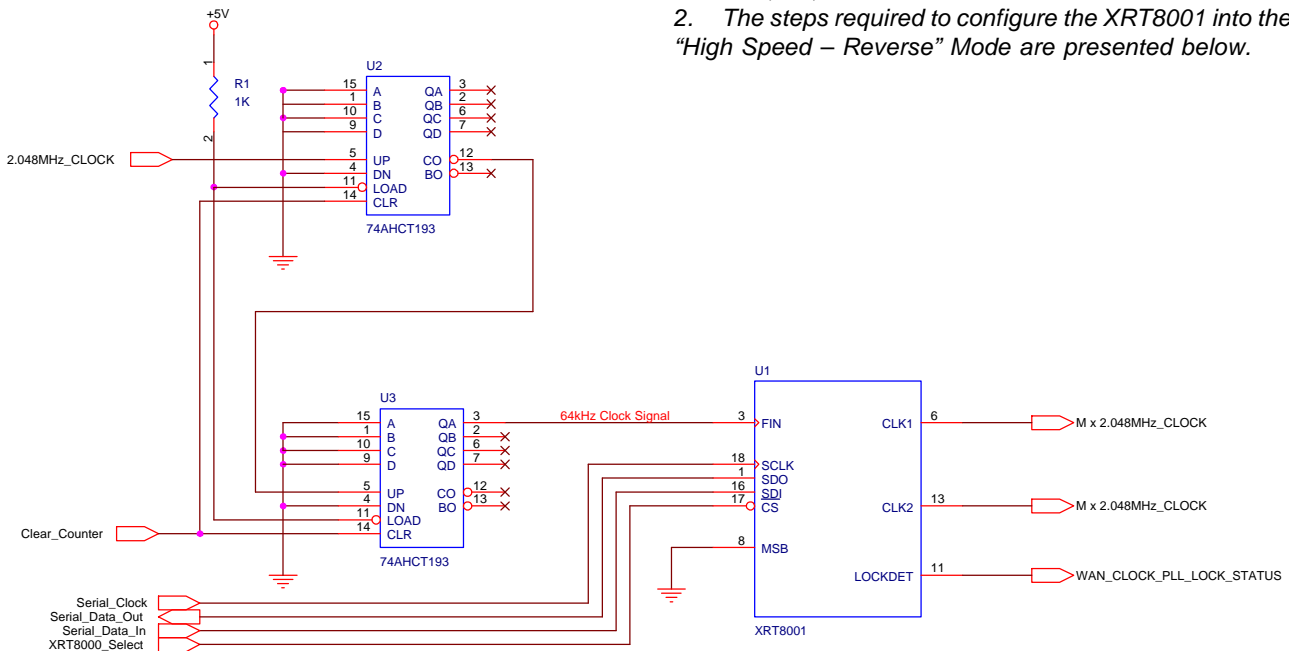 2. The steps required to configure the XRT8001 into the
“High Speed – Reverse” Mode are presented below.
+5V
1
R1
1K
2
U2
15 A QA 3
1 B QB 2
10 C QC 6
9 D QD 7
2.048MHz_CLOCK
5 UP CO 12
4 DN BO 13
11 LOAD
14 CLR
74AHCT193
U3
15 A QA 3
1 B QB 2
10 C QC 6
9 D QD 7
5 UP CO 12
4 DN BO 13
11 LOAD
14 CLR
74AHCT193
Clear_Counter
64kHz Clock Signal
U1
3 FIN CLK1 6
M x 2.048MHz_CLOCK
18 SCLK
1 SDO
16 SDI
17 CS CLK2 13
M x 2.048MHz_CLOCK
8 MSB
LOCKDET 11
WAN_CLOCK_PLL_LOCK_STATUS
XRT8001
Serial_Clock
Serial_Data_Out
Serial_Data_In
XRT8000_Select